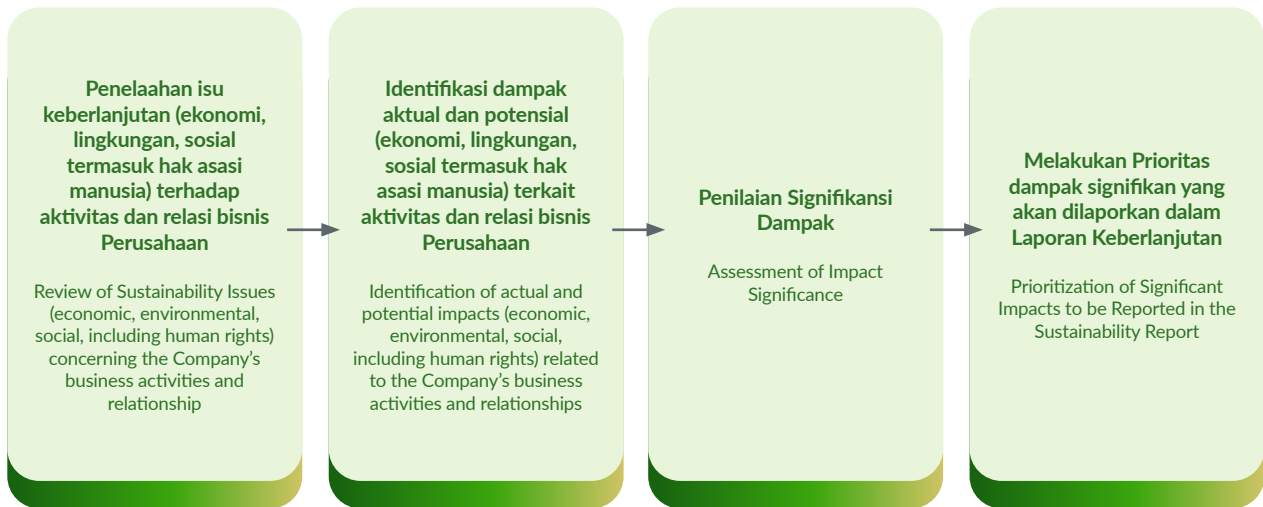 Penelaahan isu
keberlanjutan (ekonomi,
lingkungan, sosial
termasuk hak asasi
manusia) terhadap
aktivitas dan relasi bisnis
Perusahaan
Review of Sustainability Issues
(economic, environmental,
social, including human rights)
concerning the Company’s
business activities and
relationship
Identifikasi dampak
aktual dan potensial
(ekonomi, lingkungan,
sosial termasuk hak
asasi manusia) terkait
aktivitas dan relasi bisnis
Perusahaan
Identification of actual and
potential impacts (economic,
environmental, social,
including human rights) related
to the Company’s business
activities and relationships
Penilaian Signifikansi
Dampak
Assessment of Impact
Significance
Melakukan Prioritas
dampak signifikan yang
akan dilaporkan dalam
Laporan Keberlanjutan
Prioritization of Significant
Impacts to be Reported in the
Sustainability Report